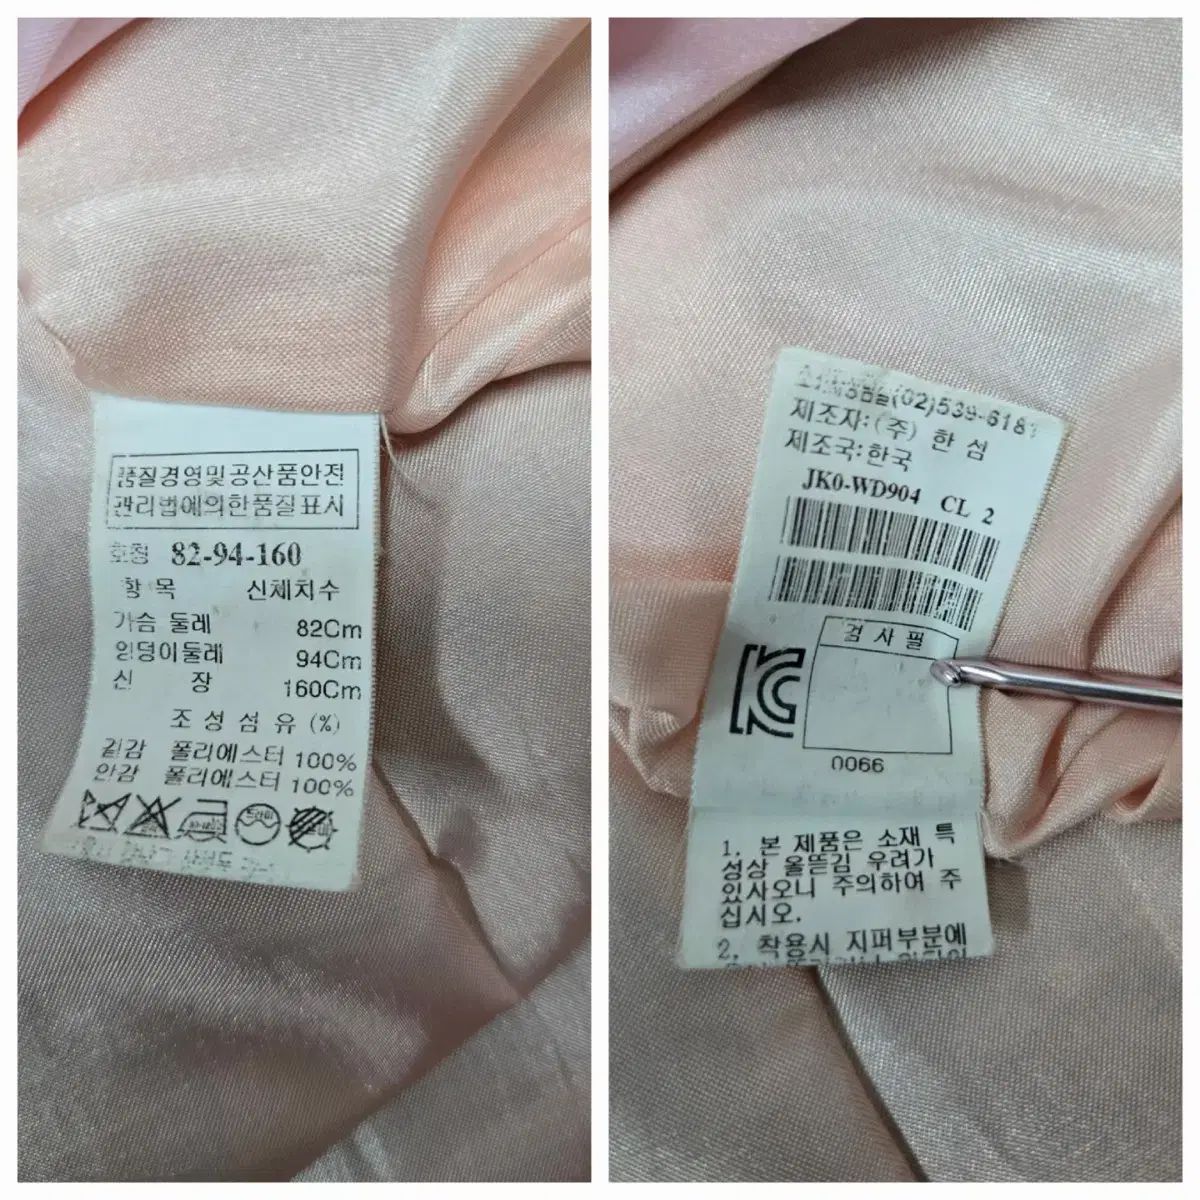 품질경영및공산품안전
관리법에의한품질표시
호칭 82-94-160
항 목 신체치수
가슴 둘레 82Cm
엉덩이둘레 94Cm
신 장 160Cm
조 성 섬 유 (%)
겉감 폴리에스터 100%
안감 폴리에스터 100%
드라이
(02)539-6181
제조자:(주) 한 섬
제조국:한국
JK0-WD904 CL 2
검 사 필
0066
1. 본 제품은 소재 특
성상 올뜯김 우려가
있사오니 주의하여 주
십시오.
2. 착용시 지퍼부분에